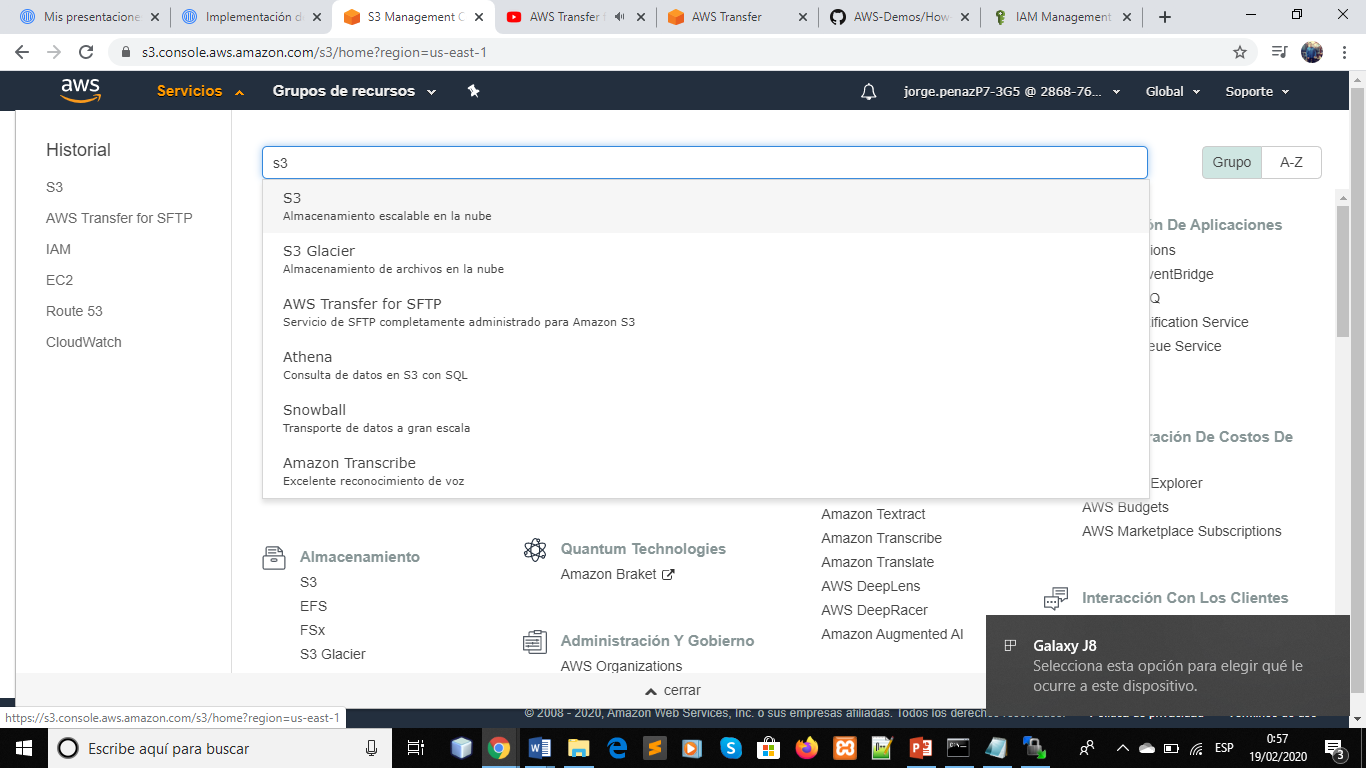 Mis presentacione
Implementación d
S3 Management C
AWS Transfer f
AWS Transfer
AWS-Demos/How
IAM Management
s3.console.aws.amazon.com/s3/home?region=us-east-1
aws
Servicios
Grupos de recursos
jorge.penazP7-3G5 @ 2868-76...
Global
Soporte
Historial
S3
AWS Transfer for SFTP
IAM
EC2
Route 53
CloudWatch
s3
Grupo
A-Z
S3
Almacenamiento escalable en la nube
S3 Glacier
Almacenamiento de archivos en la nube
AWS Transfer for SFTP
Servicio de SFTP completamente administrado para Amazon S3
Athena
Consulta de datos en S3 con SQL
Snowball
Transporte de datos a gran escala
Amazon Transcribe
Excelente reconocimiento de voz
ón De Aplicaciones
ions
ventBridge
Q
ification Service
eue Service
ración De Costos De
Explorer
AWS Budgets
AWS Marketplace Subscriptions
Almacenamiento
S3
EFS
FSx
S3 Glacier
Quantum Technologies
Amazon Braket
Administración Y Gobierno
AWS Organizations
Amazon Textract
Amazon Transcribe
Amazon Translate
AWS DeepLens
AWS DeepRacer
Amazon Augmented AI
Interacción Con Los Clientes
Galaxy J8
Selecciona esta opción para elegir qué le
ocurre a este dispositivo.
cerrar
https://s3.console.aws.amazon.com/s3/home?region=us-east-1
© 2008 - 2020, Amazon Web Services, Inc. o sus empresas afiliadas. Todos los derechos
Escribe aquí para buscar
ESP
0:57
19/02/2020
3